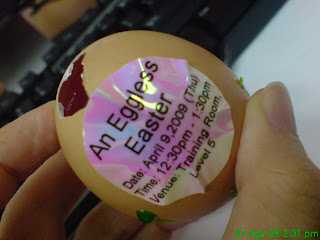 An Eggless
Easter
Date: April 9,2009 (Thu)
Time: 12:30pm - 1:30pm
Venue: Training Room
Level 5